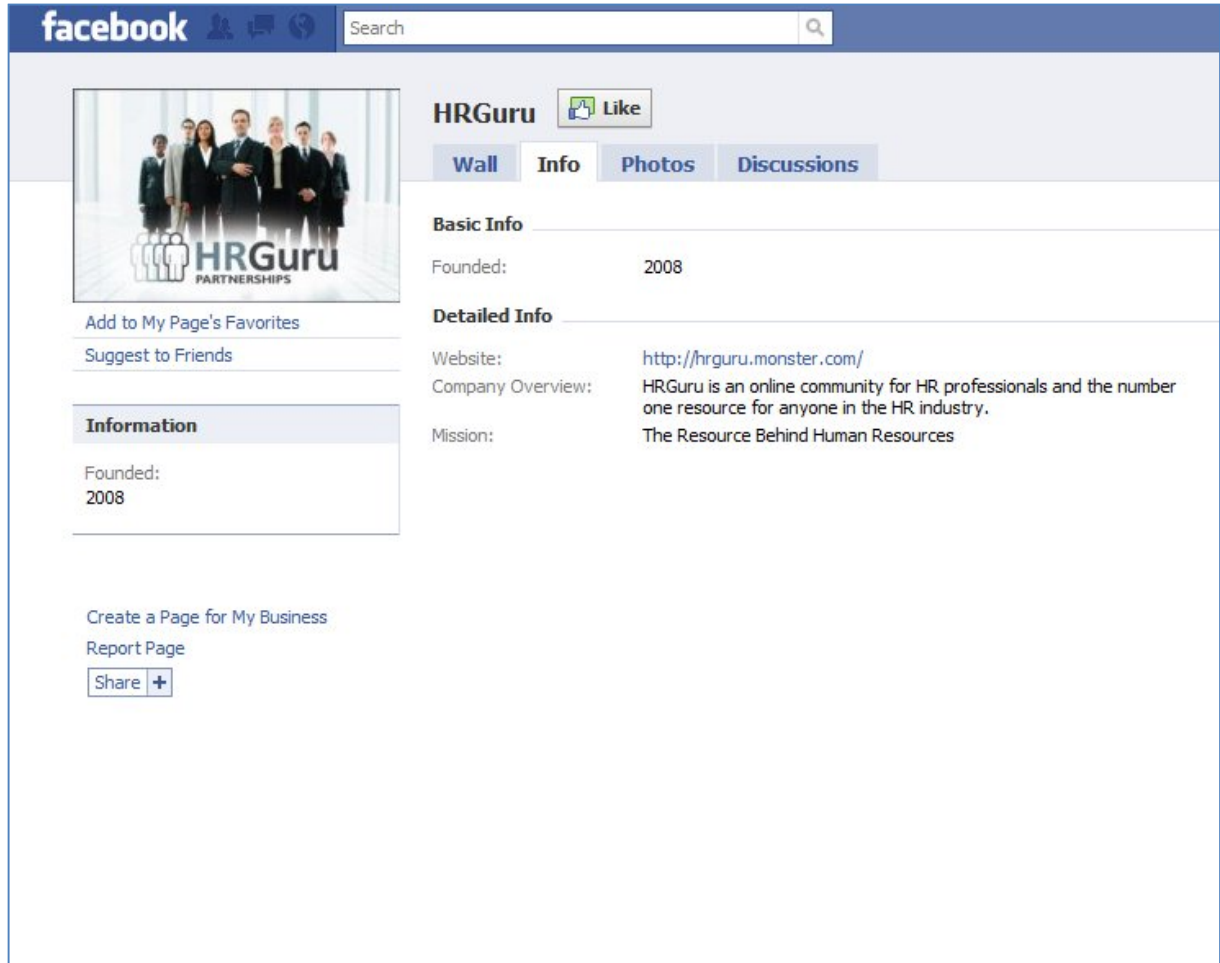 facebook
Search
HRGuru
PARTNERSHIPS
Add to My Page's Favorites
Suggest to Friends
Information
Founded:
2008
Create a Page for My Business
Report Page
Share +
HRGuru Like
Wall Info Photos Discussions
Basic Info
Founded: 2008
Detailed Info
Website: http://hrguru.monster.com/
Company Overview: HRGuru is an online community for HR professionals and the number
one resource for anyone in the HR industry.
Mission: The Resource Behind Human Resources